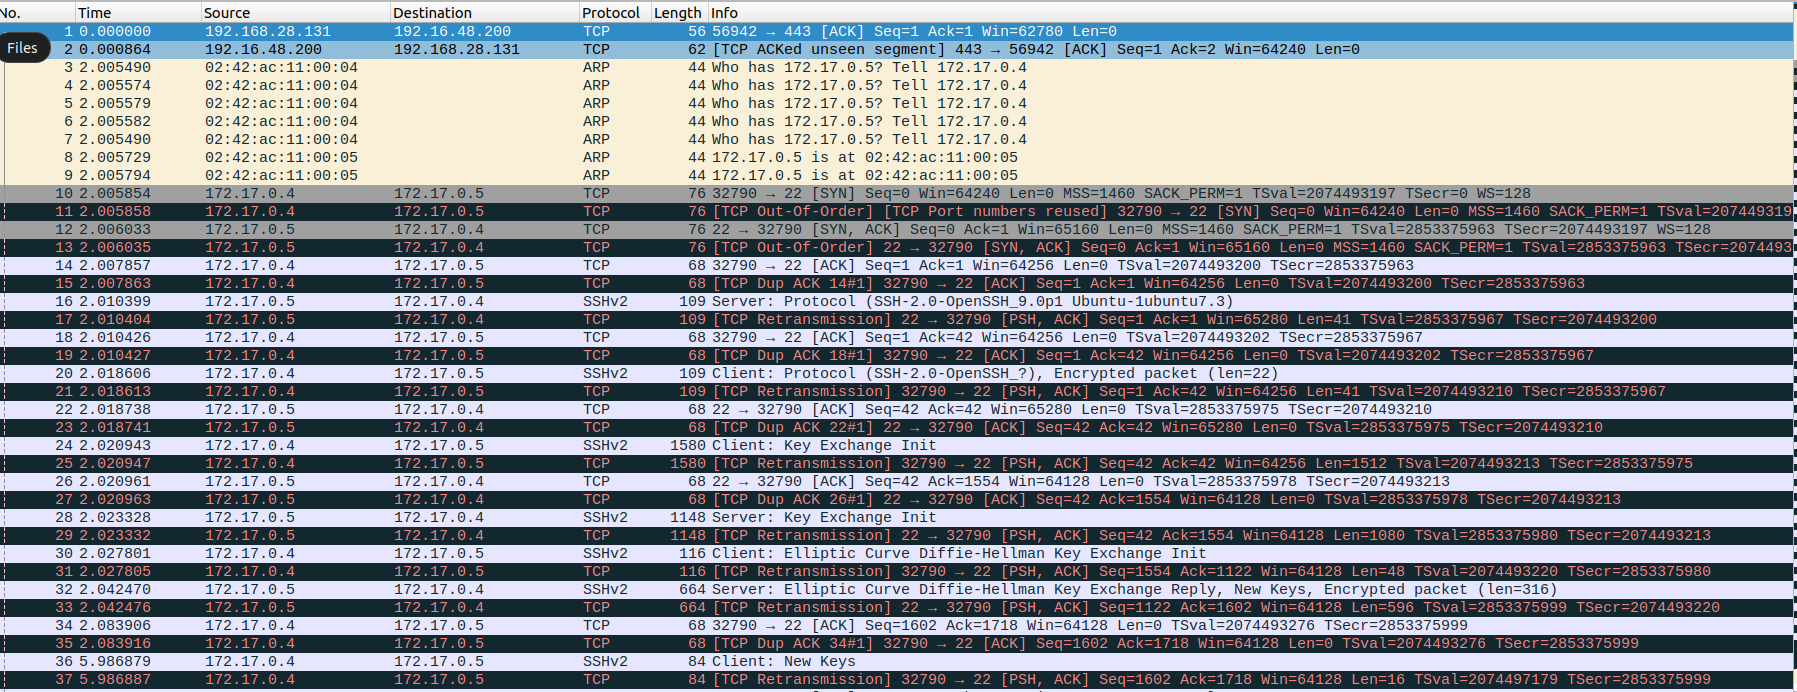 No. Time Source Destination Protocol Length Info
1 0.000000 192.168.28.131 192.16.48.200 TCP 56 56942 → 443 [ACK] Seq=1 Ack=1 Win=62780 Len=0
Files
2 0.000864 192.16.48.200 192.168.28.131 TCP 62 [TCP ACKed unseen segment] 443 → 56942 [ACK] Seq=1 Ack=2 Win=64240 Len=0
3 2.005490 02:42:ac:11:00:04 ARP 44 Who has 172.17.0.5? Tell 172.17.0.4
4 2.005574 02:42:ac:11:00:04 ARP 44 Who has 172.17.0.5? Tell 172.17.0.4
5 2.005579 02:42:ac:11:00:04 ARP 44 Who has 172.17.0.5? Tell 172.17.0.4
6 2.005582 02:42:ac:11:00:04 ARP 44 Who has 172.17.0.5? Tell 172.17.0.4
7 2.005490 02:42:ac:11:00:04 ARP 44 Who has 172.17.0.5? Tell 172.17.0.4
8 2.005729 02:42:ac:11:00:05 ARP 44 172.17.0.5 is at 02:42:ac:11:00:05
9 2.005794 02:42:ac:11:00:05 ARP 44 172.17.0.5 is at 02:42:ac:11:00:05
10 2.005854 172.17.0.4 172.17.0.5 TCP 76 32790 → 22 [SYN] Seq=0 Win=64240 Len=0 MSS=1460 SACK_PERM=1 TSval=2074493197 TSecr=0 WS=128
11 2.005858 172.17.0.4 172.17.0.5 TCP 76 [TCP Out-Of-Order] [TCP Port numbers reused] 32790 → 22 [SYN] Seq=0 Win=64240 Len=0 MSS=1460 SACK_PERM=1 TSval=207449319
12 2.006033 172.17.0.5 172.17.0.4 TCP 76 22 → 32790 [SYN, ACK] Seq=0 Ack=1 Win=65160 Len=0 MSS=1460 SACK_PERM=1 TSval=2853375963 TSecr=2074493197 WS=128
13 2.006035 172.17.0.5 172.17.0.4 TCP 76 [TCP Out-Of-Order] 22 → 32790 [SYN, ACK] Seq=0 Ack=1 Win=65160 Len=0 MSS=1460 SACK_PERM=1 TSval=2853375963 TSecr=2074493
14 2.007857 172.17.0.4 172.17.0.5 TCP 68 32790 → 22 [ACK] Seq=1 Ack=1 Win=64256 Len=0 TSval=2074493200 TSecr=2853375963
15 2.007863 172.17.0.4 172.17.0.5 TCP 68 [TCP Dup ACK 14#1] 32790 → 22 [ACK] Seq=1 Ack=1 Win=64256 Len=0 TSval=2074493200 TSecr=2853375963
16 2.010399 172.17.0.5 172.17.0.4 SSHv2 109 Server: Protocol (SSH-2.0-OpenSSH_9.0p1 Ubuntu-1ubuntu7.3)
17 2.010404 172.17.0.5 172.17.0.4 TCP 109 [TCP Retransmission] 22 → 32790 [PSH, ACK] Seq=1 Ack=1 Win=65280 Len=41 TSval=2853375967 TSecr=2074493200
18 2.010426 172.17.0.4 172.17.0.5 TCP 68 32790 → 22 [ACK] Seq=1 Ack=42 Win=64256 Len=0 TSval=2074493202 TSecr=2853375967
19 2.010427 172.17.0.4 172.17.0.5 TCP 68 [TCP Dup ACK 18#1] 32790 → 22 [ACK] Seq=1 Ack=42 Win=64256 Len=0 TSval=2074493202 TSecr=2853375967
20 2.018606 172.17.0.4 172.17.0.5 SSHv2 109 Client: Protocol (SSH-2.0-OpenSSH_?), Encrypted packet (len=22)
21 2.018613 172.17.0.4 172.17.0.5 TCP 109 [TCP Retransmission] 32790 → 22 [PSH, ACK] Seq=1 Ack=42 Win=64256 Len=41 TSval=2074493210 TSecr=2853375967
22 2.018738 172.17.0.5 172.17.0.4 TCP 68 22 → 32790 [ACK] Seq=42 Ack=42 Win=65280 Len=0 TSval=2853375975 TSecr=2074493210
23 2.018741 172.17.0.5 172.17.0.4 TCP 68 [TCP Dup ACK 22#1] 22 → 32790 [ACK] Seq=42 Ack=42 Win=65280 Len=0 TSval=2853375975 TSecr=2074493210
24 2.020943 172.17.0.4 172.17.0.5 SSHv2 1580 Client: Key Exchange Init
25 2.020947 172.17.0.4 172.17.0.5 TCP 1580 [TCP Retransmission] 32790 → 22 [PSH, ACK] Seq=42 Ack=42 Win=64256 Len=1512 TSval=2074493213 TSecr=2853375975
26 2.020961 172.17.0.5 172.17.0.4 TCP 68 22 → 32790 [ACK] Seq=42 Ack=1554 Win=64128 Len=0 TSval=2853375978 TSecr=2074493213
27 2.020963 172.17.0.5 172.17.0.4 TCP 68 [TCP Dup ACK 26#1] 22 → 32790 [ACK] Seq=42 Ack=1554 Win=64128 Len=0 TSval=2853375978 TSecr=2074493213
28 2.023328 172.17.0.5 172.17.0.4 SSHv2 1148 Server: Key Exchange Init
29 2.023332 172.17.0.5 172.17.0.4 TCP 1148 [TCP Retransmission] 22 → 32790 [PSH, ACK] Seq=42 Ack=1554 Win=64128 Len=1080 TSval=2853375980 TSecr=2074493213
30 2.027801 172.17.0.4 172.17.0.5 SSHv2 116 Client: Elliptic Curve Diffie-Hellman Key Exchange Init
31 2.027805 172.17.0.4 172.17.0.5 TCP 116 [TCP Retransmission] 32790 → 22 [PSH, ACK] Seq=1554 Ack=1122 Win=64128 Len=48 TSval=2074493220 TSecr=2853375980
32 2.042470 172.17.0.5 172.17.0.4 SSHv2 664 Server: Elliptic Curve Diffie-Hellman Key Exchange Reply, New Keys, Encrypted packet (len=316)
33 2.042476 172.17.0.5 172.17.0.4 TCP 664 [TCP Retransmission] 22 → 32790 [PSH, ACK] Seq=1122 Ack=1602 Win=64128 Len=596 TSval=2853375999 TSecr=2074493220
34 2.083906 172.17.0.4 172.17.0.5 TCP 68 32790 → 22 [ACK] Seq=1602 Ack=1718 Win=64128 Len=0 TSval=2074493276 TSecr=2853375999
35 2.083916 172.17.0.4 172.17.0.5 TCP 68 [TCP Dup ACK 34#1] 32790 → 22 [ACK] Seq=1602 Ack=1718 Win=64128 Len=0 TSval=2074493276 TSecr=2853375999
36 5.986879 172.17.0.4 172.17.0.5 SSHv2 84 Client: New Keys
37 5.986887 172.17.0.4 172.17.0.5 TCP 84 [TCP Retransmission] 32790 → 22 [PSH, ACK] Seq=1602 Ack=1718 Win=64128 Len=16 TSval=2074497179 TSecr=2853375999